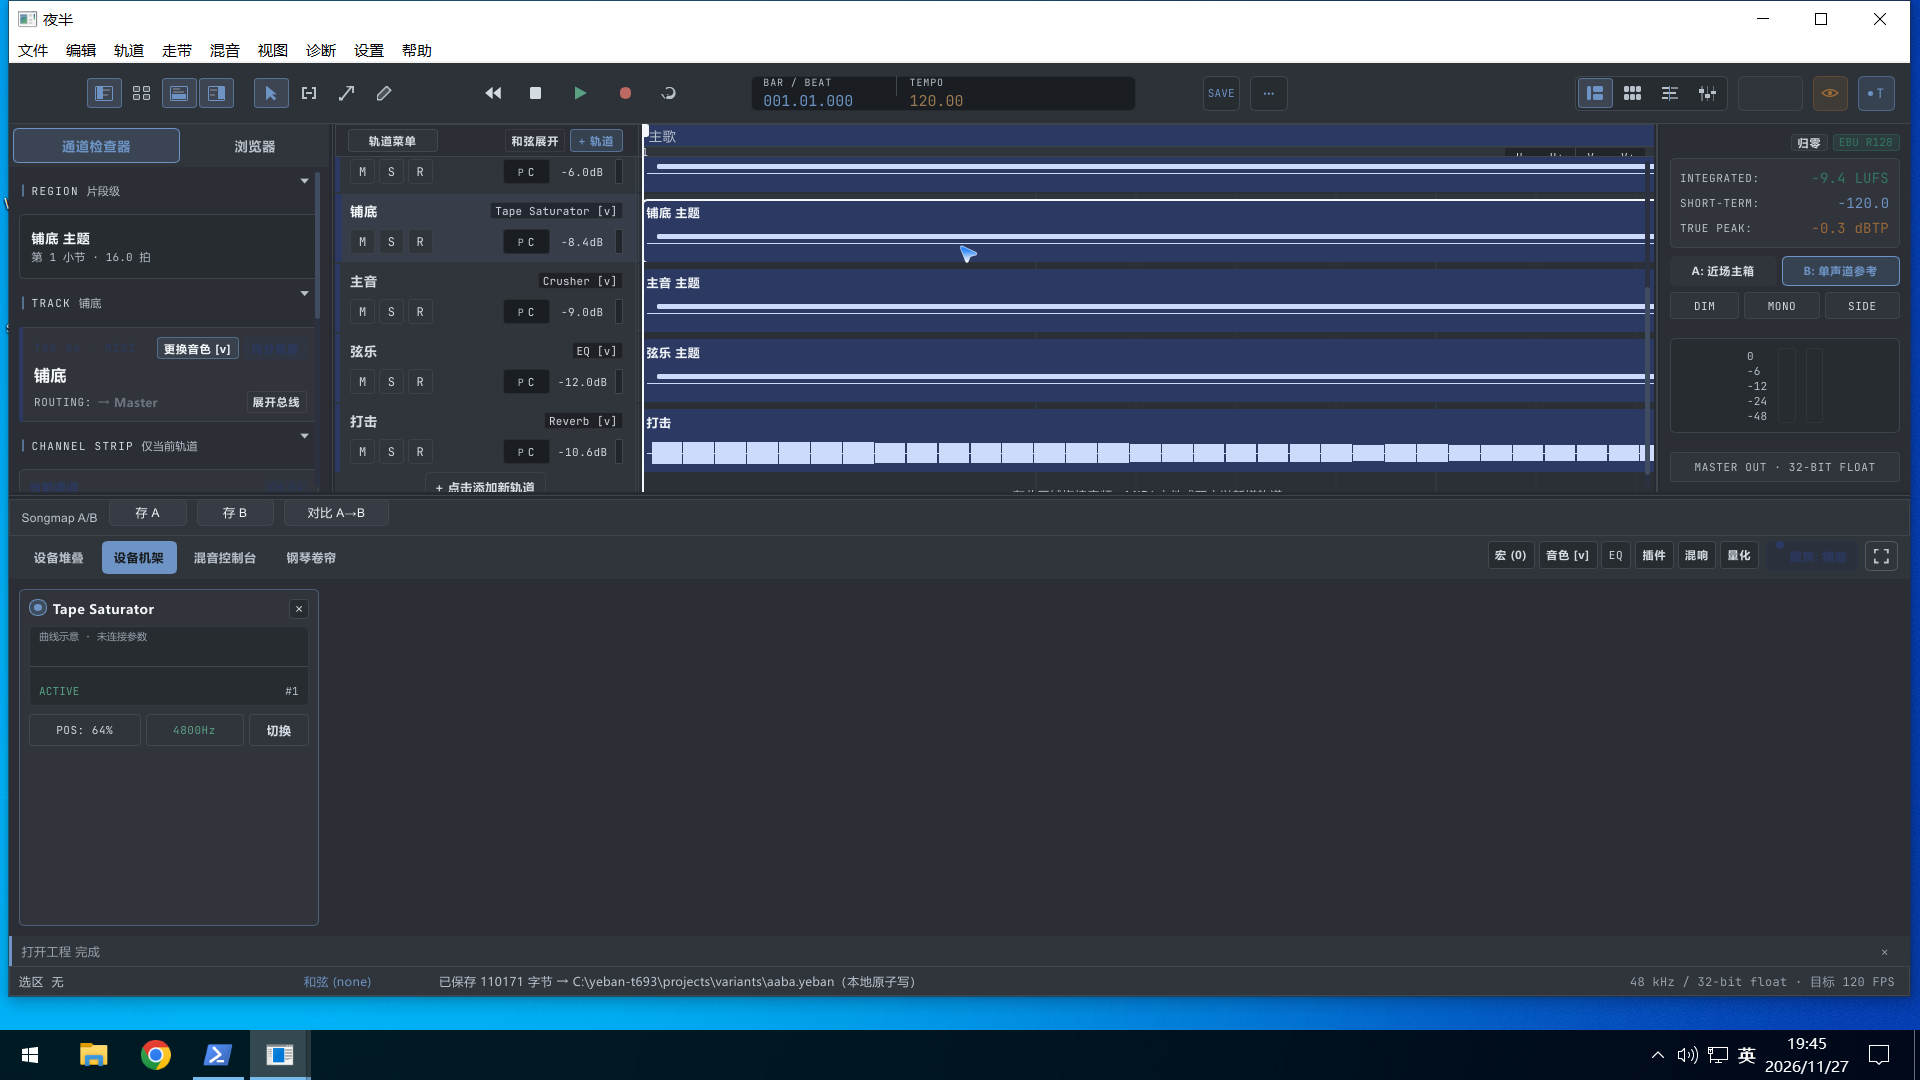 夜半
文件 编辑 轨道 走带 混音 视图 诊断 设置 帮助
BAR / BEAT
001.01.000
TEMPO
120.00
SAVE
...
T
通道检查器
浏览器
REGION 片段级
铺底 主题
第 1 小节 · 16.0 拍
TRACK 铺底
更换音色 [v]
铺底
ROUTING: → Master
展开总线
CHANNEL STRIP 仅当前轨道
轨道菜单
和弦展开
+ 轨道
M S R P C -6.0dB
铺底 Tape Saturator [v]
M S R P C -8.4dB
主音 Crusher [v]
M S R P C -9.0dB
弦乐 EQ [v]
M S R P C -12.0dB
打击 Reverb [v]
M S R P C -10.6dB
+ 点击添加新轨道
主歌
1
铺底 主题
主音 主题
弦乐 主题
打击
归零
EBU R128
INTEGRATED: -9.4 LUFS
SHORT-TERM: -120.0
TRUE PEAK: -0.3 dBTP
A: 近场主箱
B: 单声道参考
DIM
MONO
SIDE
0
-6
-12
-24
-48
MASTER OUT · 32-BIT FLOAT
Songmap A/B
存 A
存 B
对比 A→B
设备堆叠
设备机架
混音控制台
钢琴卷帘
宏 (0)
音色 [v]
EQ
插件
混响
量化
Tape Saturator
×
曲线示意 · 未连接参数
ACTIVE
#1
POS: 64%
4800Hz
切换
打开工程 完成
×
选区 无
和弦 (none)
已保存 110171 字节 → C:\yeban-t693\projects\variants\aaba.yeban（本地原子写）
48 kHz / 32-bit float · 目标 120 FPS
英
19:45
2026/11/27